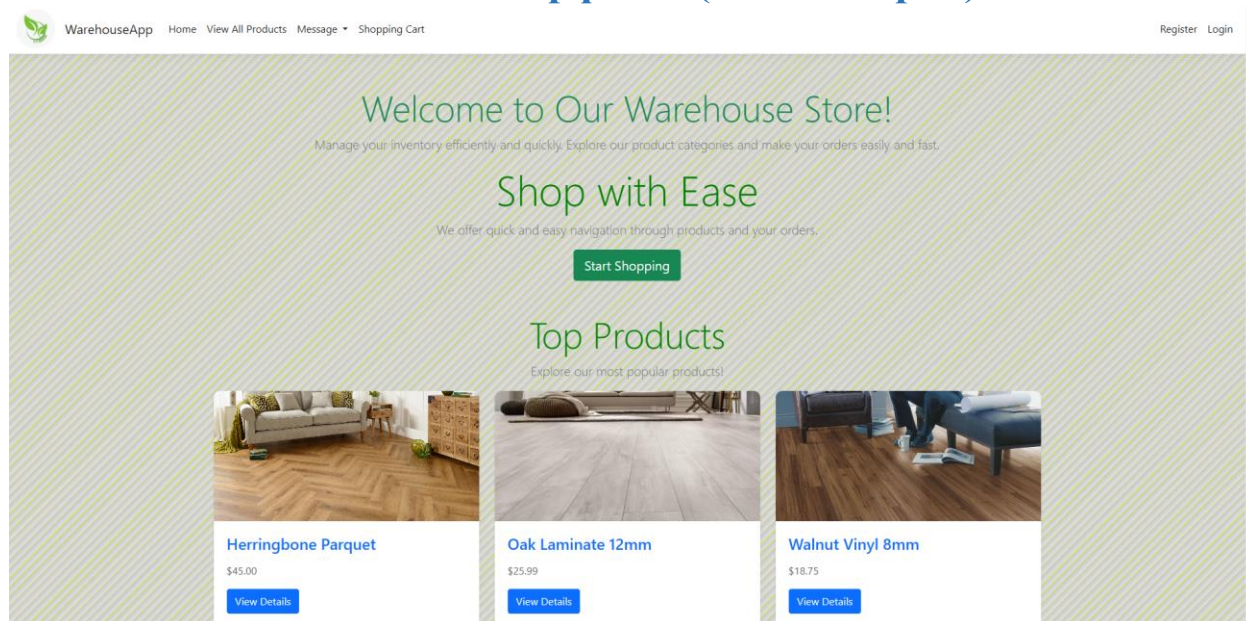 WarehouseApp Home View All Products Message Shopping Cart Register Login
Welcome to Our Warehouse Store!
Manage your inventory efficiently and quickly. Explore our product categories and make your orders easily and fast.
Shop with Ease
We offer quick and easy navigation through products and your orders.
Start Shopping
Top Products
Explore our most popular products!
Herringbone Parquet
$45.00
View Details
Oak Laminate 12mm
$25.99
View Details
Walnut Vinyl 8mm
$18.75
View Details